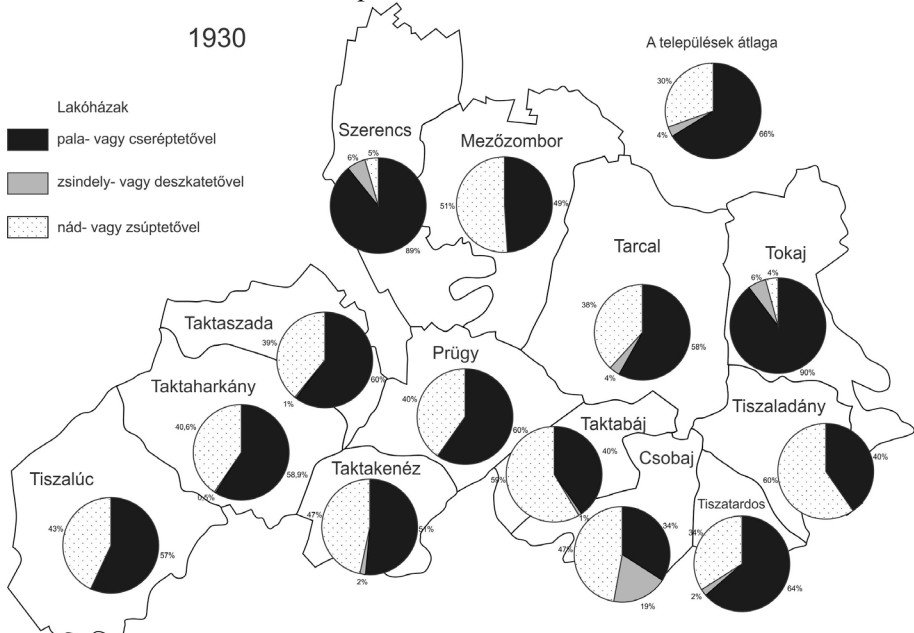 1930
A települések átlaga
30%
4%
66%
Lakóházak
pala- vagy cseréptetővel
zsindely- vagy deszkatetővel
nád- vagy zsúptetővel
Szerencs
6%
5%
89%
Mezőzombor
51%
49%
Tarcal
38%
4%
58%
Tokaj
6%
4%
90%
Taktaszada
39%
1%
60%
Prügy
40%
60%
Taktaharkány
40,6%
0,5%
58,9%
Tiszaladány
60%
40%
Taktabáj
59%
40%
1%
Csobaj
47%
34%
19%
Taktakenéz
47%
51%
2%
Tiszalúc
43%
57%
Tiszatardos
34%
2%
64%